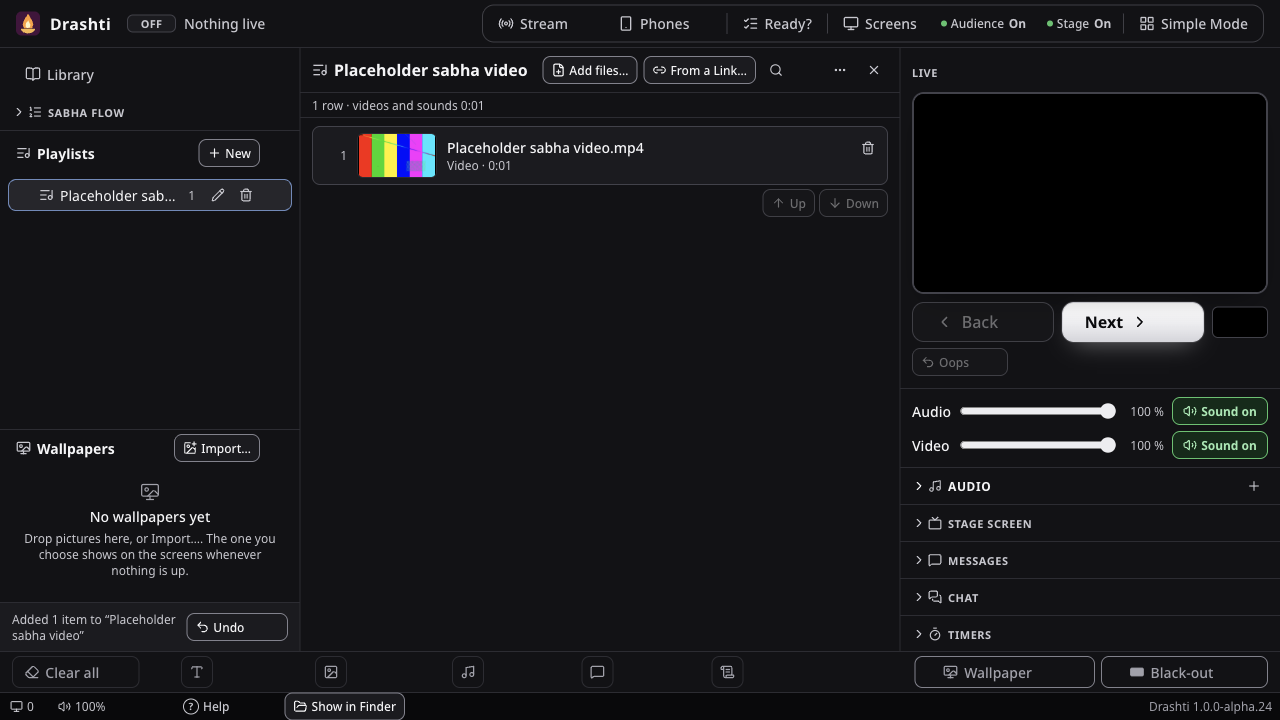 Drashti
OFF
Nothing live
Stream
Phones
Ready?
Screens
Audience On
Stage On
Simple Mode
Library
SABHA FLOW
Playlists
New
Placeholder sab...
1
Wallpapers
Import...
No wallpapers yet
Drop pictures here, or Import.... The one you
choose shows on the screens whenever
nothing is up.
Added 1 item to “Placeholder
sabha video”
Undo
Placeholder sabha video
Add files...
From a Link...
1 row · videos and sounds 0:01
1
Placeholder sabha video.mp4
Video · 0:01
Up
Down
LIVE
Back
Next
Oops
Audio
100 %
Sound on
Video
100 %
Sound on
AUDIO
STAGE SCREEN
MESSAGES
CHAT
TIMERS
Clear all
Wallpaper
Black-out
0
100%
Help
Show in Finder
Drashti 1.0.0-alpha.24